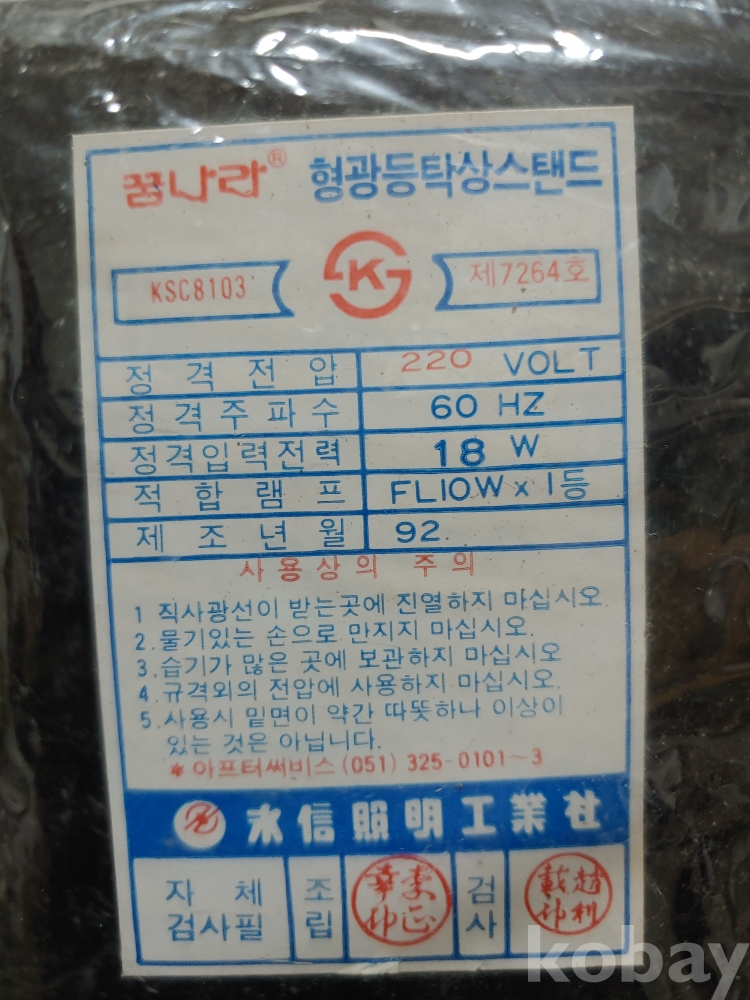 꿈나라® 형광등탁상스탠드
KSC8103 K 제7264호
정격전압 220 VOLT
정격주파수 60 HZ
정격입력전력 18 W
적합램프 FL10W x 1등
제조년월 92.
사용상의 주의
1 직사광선이 받는곳에 진열하지 마십시오.
2. 물기있는 손으로 만지지 마십시오.
3. 습기가 많은 곳에 보관하지 마십시오
4. 규격외의 전압에 사용하지 마십시오.
5. 사용시 밑면이 약간 따뜻하나 이상이
있는 것은 아닙니다.
* 아프터써비스 (051) 325-0101~3
永信照明工業社
자체 검사필 조립 검사
kobay